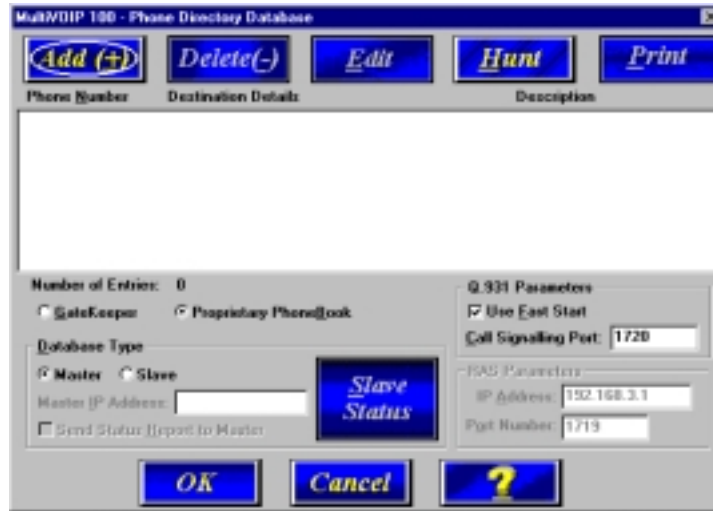 MultiVOIP 100 - Phone Directory Database
Add (+) Delete(-) Edit Hunt Print
Phone Number Destination Details Description
Number of Entries: 0
GateKeeper Proprietary PhoneBook
Database Type
Master Slave
Master IP Address:
Send Status Report to Master
Slave Status
Q.931 Parameters
Use Fast Start
Call Signalling Port: 1720
RAS Parameters
IP Address: 192.168.3.1
Port Number: 1719
OK Cancel ?